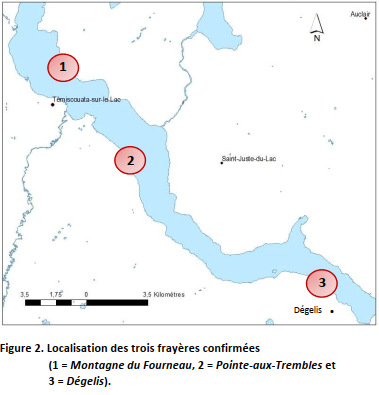 Auclair
N
1
Témiscouata-sur-le-Lac
2
Saint-Juste-du-Lac
3
3,5 1,75 0 3,5 Kilomètres
Dégelis
Figure 2. Localisation des trois frayères confirmées
(1 = Montagne du Fourneau, 2 = Pointe-aux-Trembles et
3 = Dégelis).